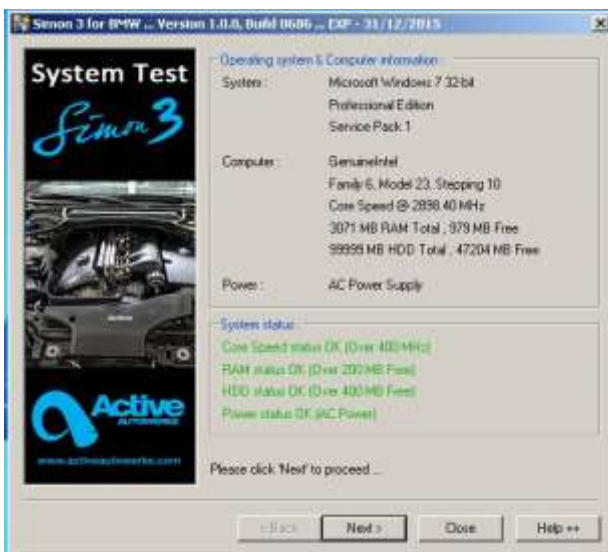 Simon 3 for BMW ... Version 1.0.0, Build 0606 ... EXP - 31/12/2015
System Test
Simon 3
Active
AUTOWERKE
www.activeautowerke.com
Operating system & Computer information :
System : Microsoft Windows 7 32-bit
Professional Edition
Service Pack 1
Computer : GenuineIntel
Family 6, Model 23, Stepping 10
Core Speed @ 2898.40 MHz
3071 MB RAM Total , 979 MB Free
99999 MB HDD Total , 47204 MB Free
Power : AC Power Supply
System status :
Core Speed status OK (Over 400 MHz)
RAM status OK (Over 200 MB Free)
HDD status OK (Over 400 MB Free)
Power status OK (AC Power)
Please click 'Next' to proceed ...
< Back
Next >
Close
Help ++